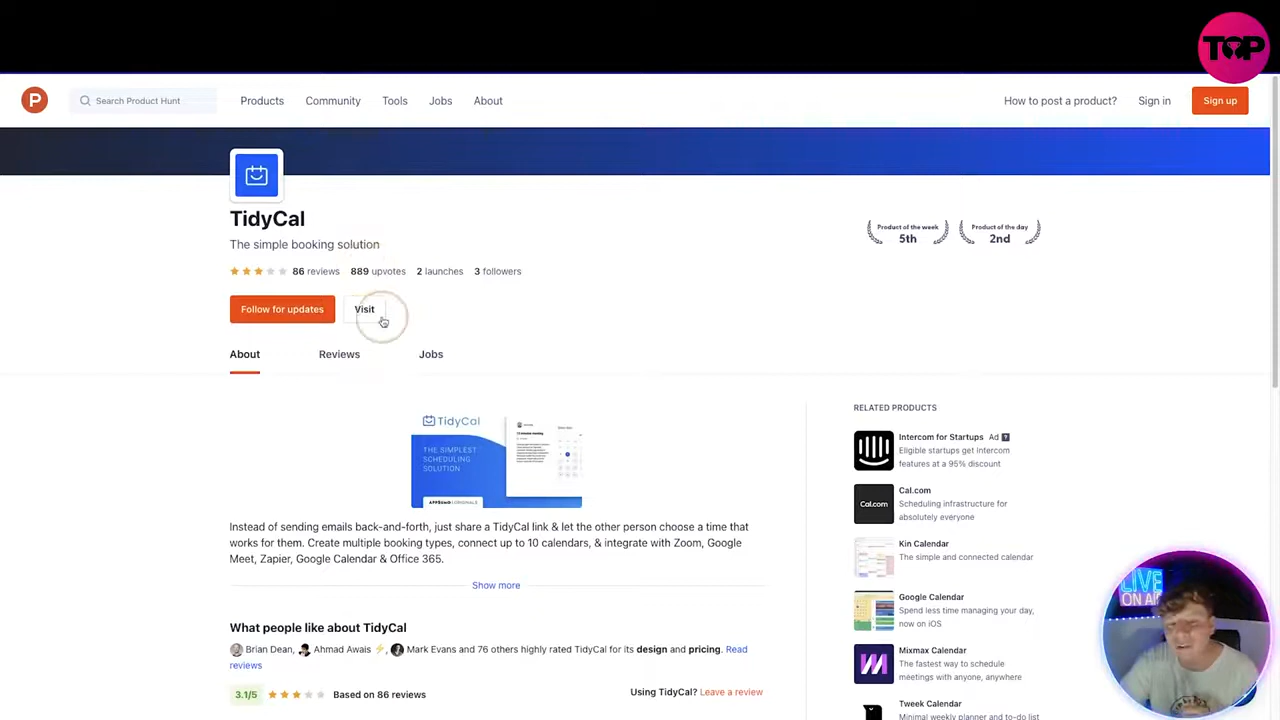 TOP
P
Search Product Hunt
Products
Community
Tools
Jobs
About
How to post a product?
Sign in
Sign up
TidyCal
The simple booking solution
86 reviews
889 upvotes
2 launches
3 followers
Product of the week
5th
Product of the day
2nd
Follow for updates
Visit
About
Reviews
Jobs
TidyCal
THE SIMPLEST
SCHEDULING
SOLUTION
APPSUMO ORIGINALS
Instead of sending emails back-and-forth, just share a TidyCal link & let the other person choose a time that
works for them. Create multiple booking types, connect up to 10 calendars, & integrate with Zoom, Google
Meet, Zapier, Google Calendar & Office 365.
Show more
What people like about TidyCal
Brian Dean, Ahmad Awais ⚡, Mark Evans and 76 others highly rated TidyCal for its design and pricing. Read
reviews
3.1/5
Based on 86 reviews
Using TidyCal? Leave a review
RELATED PRODUCTS
Intercom for Startups Ad ?
Eligible startups get Intercom
features at a 95% discount
Cal.com
Cal.com
Scheduling infrastructure for
absolutely everyone
Kin Calendar
The simple and connected calendar
Google Calendar
Spend less time managing your day,
now on iOS
Mixmax Calendar
The fastest way to schedule
meetings with anyone, anywhere
Tweek Calendar
Minimal weekly planner and to-do list
LIVE
ON AIR